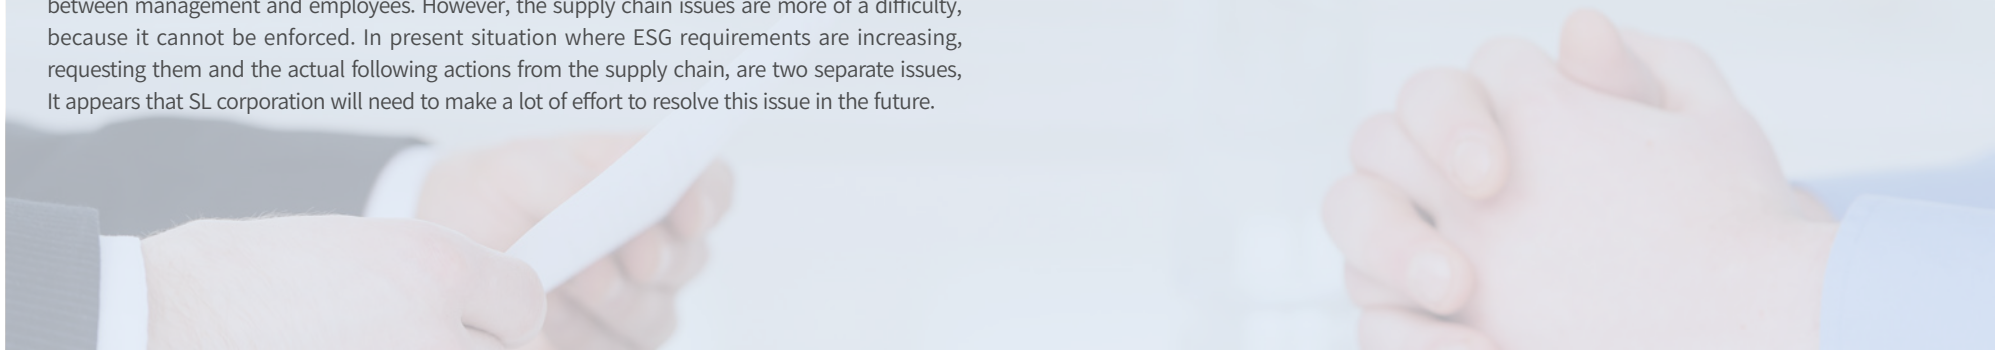 between management and employees. However, the supply chain issues are more of a difficulty,
because it cannot be enforced. In present situation where ESG requirements are increasing,
requesting them and the actual following actions from the supply chain, are two separate issues,
It appears that SL corporation will need to make a lot of effort to resolve this issue in the future.